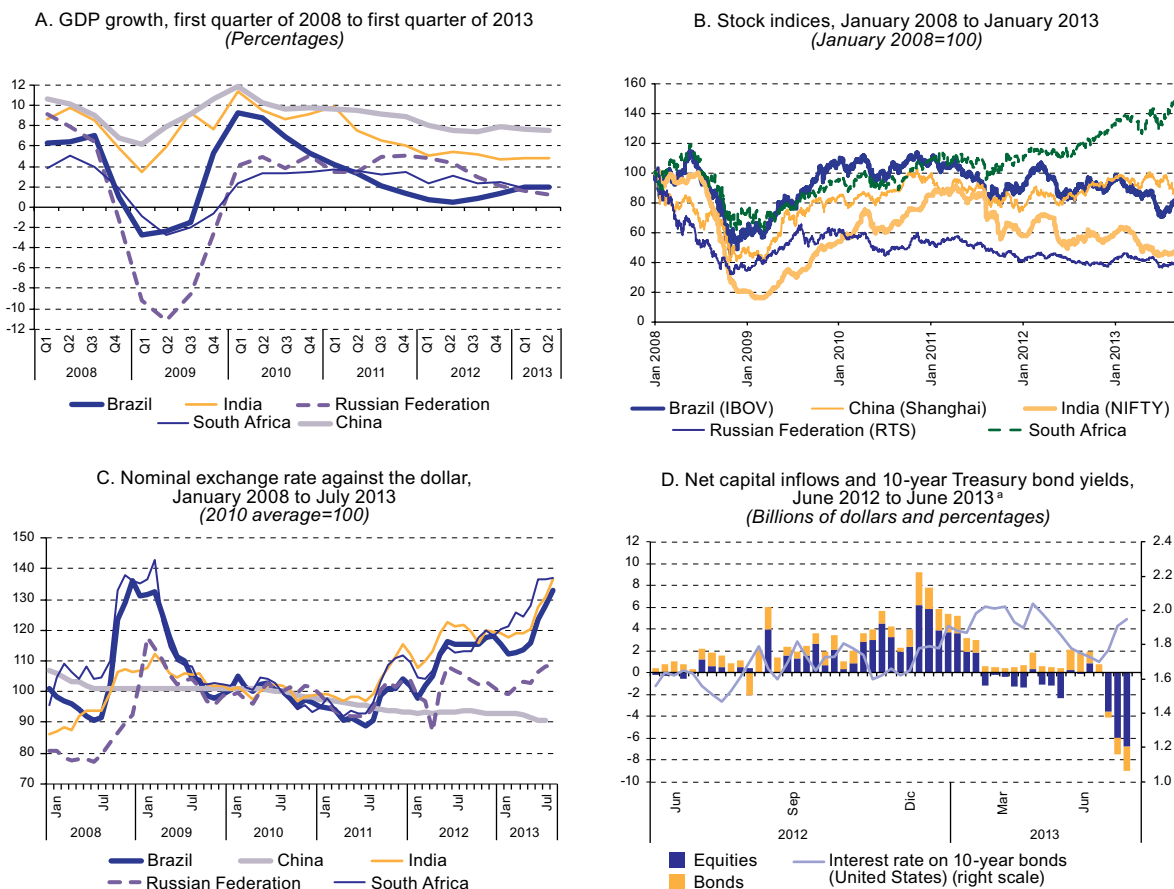 A. GDP growth, first quarter of 2008 to first quarter of 2013
(Percentages)
12
10
8
6
4
2
0
-2
-4
-6
-8
-10
-12
Q1 Q2 Q3 Q4 Q1 Q2 Q3 Q4 Q1 Q2 Q3 Q4 Q1 Q2 Q3 Q4 Q1 Q2 Q3 Q4 Q1 Q2
2008 2009 2010 2011 2012 2013
Brazil India Russian Federation
South Africa China
B. Stock indices, January 2008 to January 2013
(January 2008=100)
160
140
120
100
80
60
40
20
0
Jan 2008 Jan 2009 Jan 2010 Jan 2011 Jan 2012 Jan 2013
Brazil (IBOV) China (Shanghai) India (NIFTY)
Russian Federation (RTS) South Africa
C. Nominal exchange rate against the dollar,
January 2008 to July 2013
(2010 average=100)
150
140
130
120
110
100
90
80
70
Jan Jul Jan Jul Jan Jul Jan Jul Jan Jul Jan Jul
2008 2009 2010 2011 2012 2013
Brazil China India
Russian Federation South Africa
D. Net capital inflows and 10-year Treasury bond yields,
June 2012 to June 2013 a
(Billions of dollars and percentages)
12 2.4
10
8 2.2
6
4 2.0
2 1.8
0
-2 1.6
-4 1.4
-6
-8 1.2
-10 1.0
Jun Sep Dic Mar Jun
2012 2013
Equities Interest rate on 10-year bonds
Bonds (United States) (right scale)